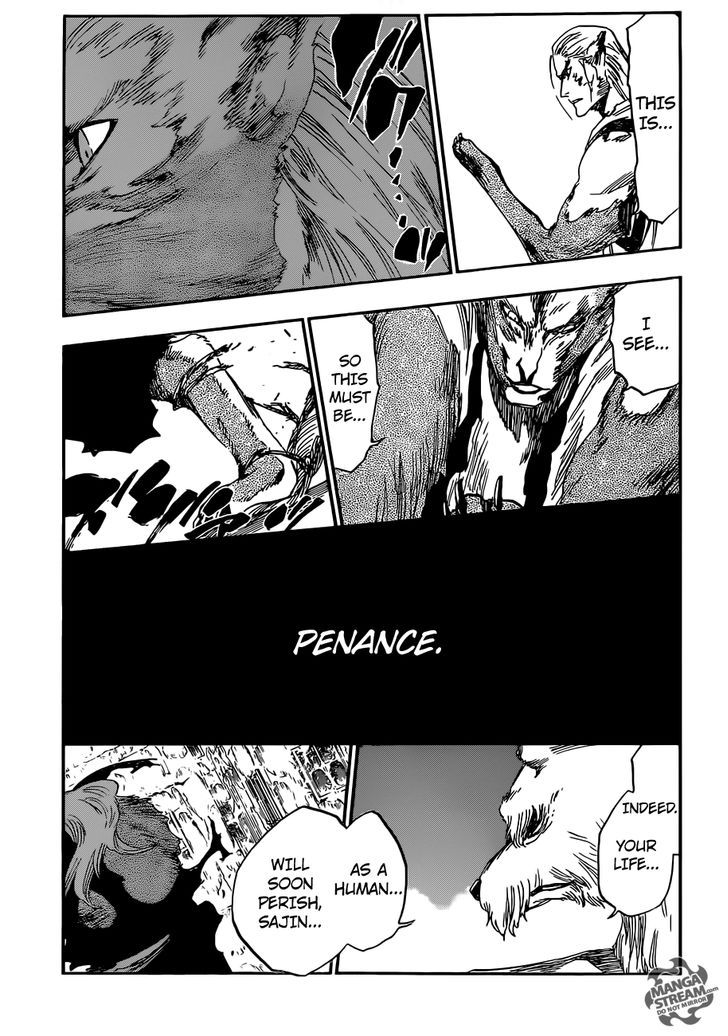 THIS
IS...
I
SEE...
SO
THIS
MUST
BE...
PENANCE.
INDEED.
YOUR
LIFE...
AS A
HUMAN...
WILL
SOON
PERISH,
SAJIN...
MANGA
STREAM.com
DO NOT MIRROR